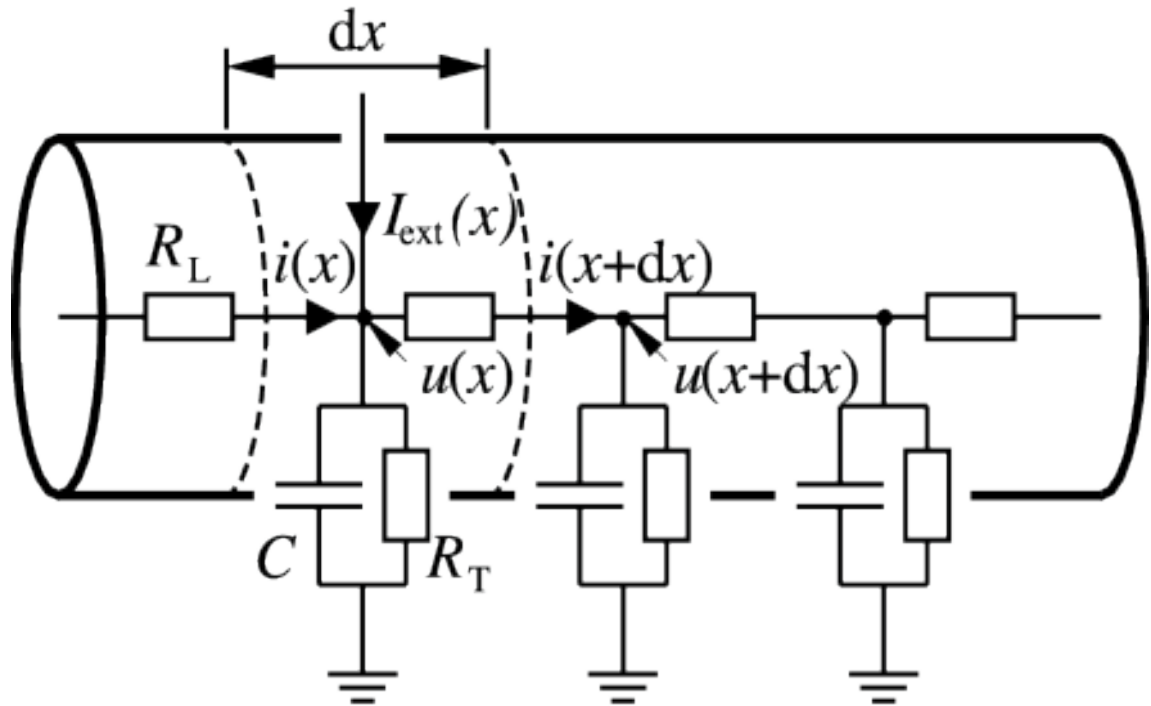 dx
I_ext(x)
R_L i(x) i(x+dx)
u(x) u(x+dx)
C R_T